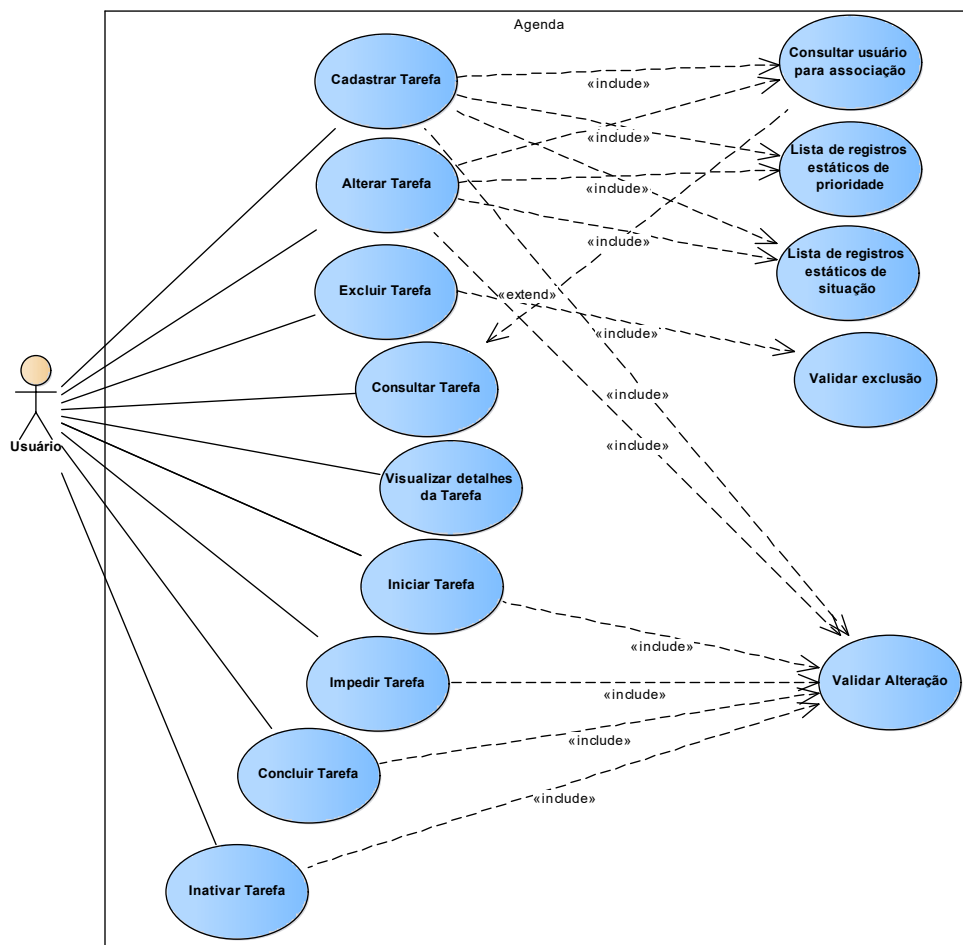 Agenda
Cadastrar Tarefa
Consultar usuário
para associação
«include»
«include»
Lista de registros
estáticos de
prioridade
Alterar Tarefa
«include»
«include»
Lista de registros
estáticos de
situação
Excluir Tarefa
«extend»
«include»
«include»
Validar exclusão
Consultar Tarefa
Usuário
«include»
Visualizar detalhes
da Tarefa
Iniciar Tarefa
«include»
Impedir Tarefa
«include»
Validar Alteração
«include»
Concluir Tarefa
«include»
Inativar Tarefa